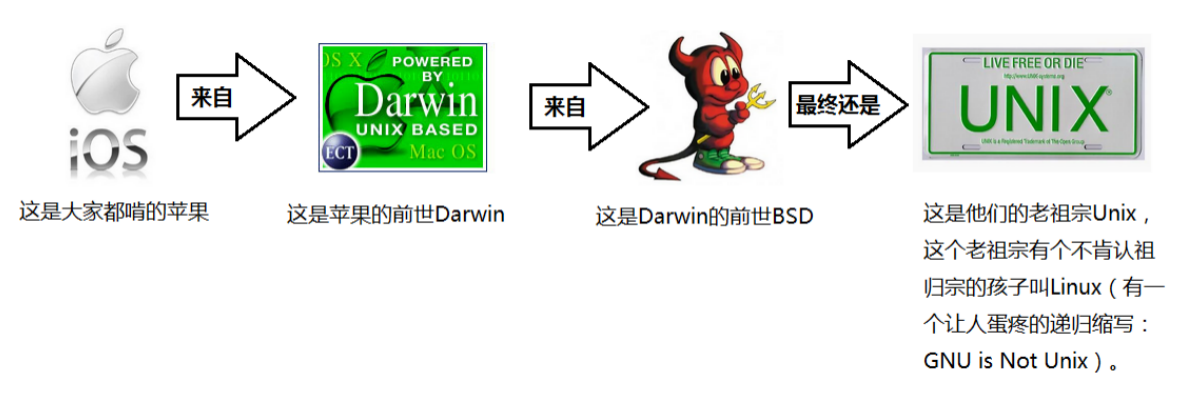 iOS
来自
OS X
POWERED
BY
Darwin
UNIX BASED
ECT
Mac OS
来自
最终还是
LIVE FREE OR DIE
UNIX®
UNIX is a Registered Trademark of The Open Group
这是大家都啃的苹果
这是苹果的前世Darwin
这是Darwin的前世BSD
这是他们的老祖宗Unix，
这个老祖宗有个不肯认祖
归宗的孩子叫Linux（有一
个让人蛋疼的递归缩写：
GNU is Not Unix）。